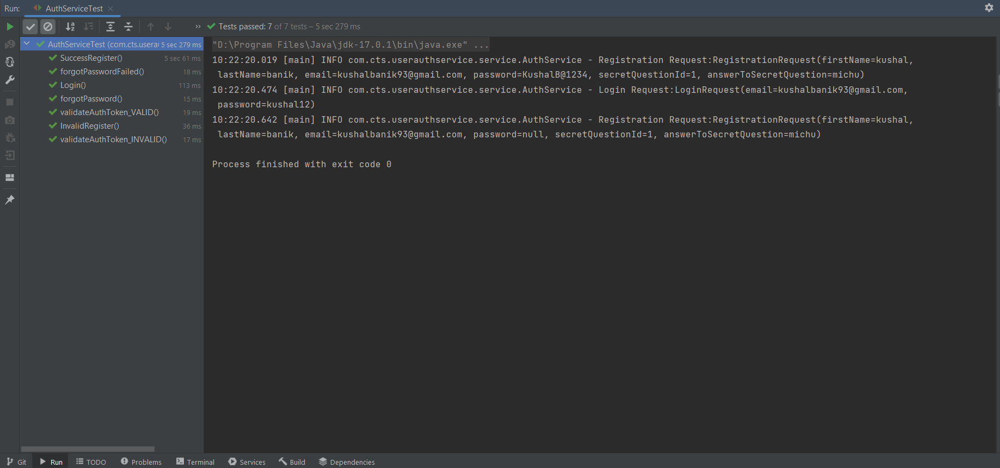 Run: AuthServiceTest
» Tests passed: 7 of 7 tests – 5 sec 279 ms
AuthServiceTest (com.cts.usera 5 sec 279 ms
SuccessRegister() 5 sec 61 ms
forgotPasswordFailed() 18 ms
Login() 113 ms
forgotPassword() 15 ms
validateAuthToken_VALID() 19 ms
InvalidRegister() 36 ms
validateAuthToken_INVALID() 17 ms
"D:\Program Files\Java\jdk-17.0.1\bin\java.exe" ...
10:22:20.019 [main] INFO com.cts.userauthservice.service.AuthService - Registration Request:RegistrationRequest(firstName=kushal,
lastName=banik, email=kushalbanik93@gmail.com, password=KushalB@1234, secretQuestionId=1, answerToSecretQuestion=michu)
10:22:20.474 [main] INFO com.cts.userauthservice.service.AuthService - Login Request:LoginRequest(email=kushalbanik93@gmail.com,
password=kushal12)
10:22:20.642 [main] INFO com.cts.userauthservice.service.AuthService - Registration Request:RegistrationRequest(firstName=kushal,
lastName=banik, email=kushalbanik93@gmail.com, password=null, secretQuestionId=1, answerToSecretQuestion=michu)
Process finished with exit code 0
Git Run TODO Problems Terminal Services Build Dependencies